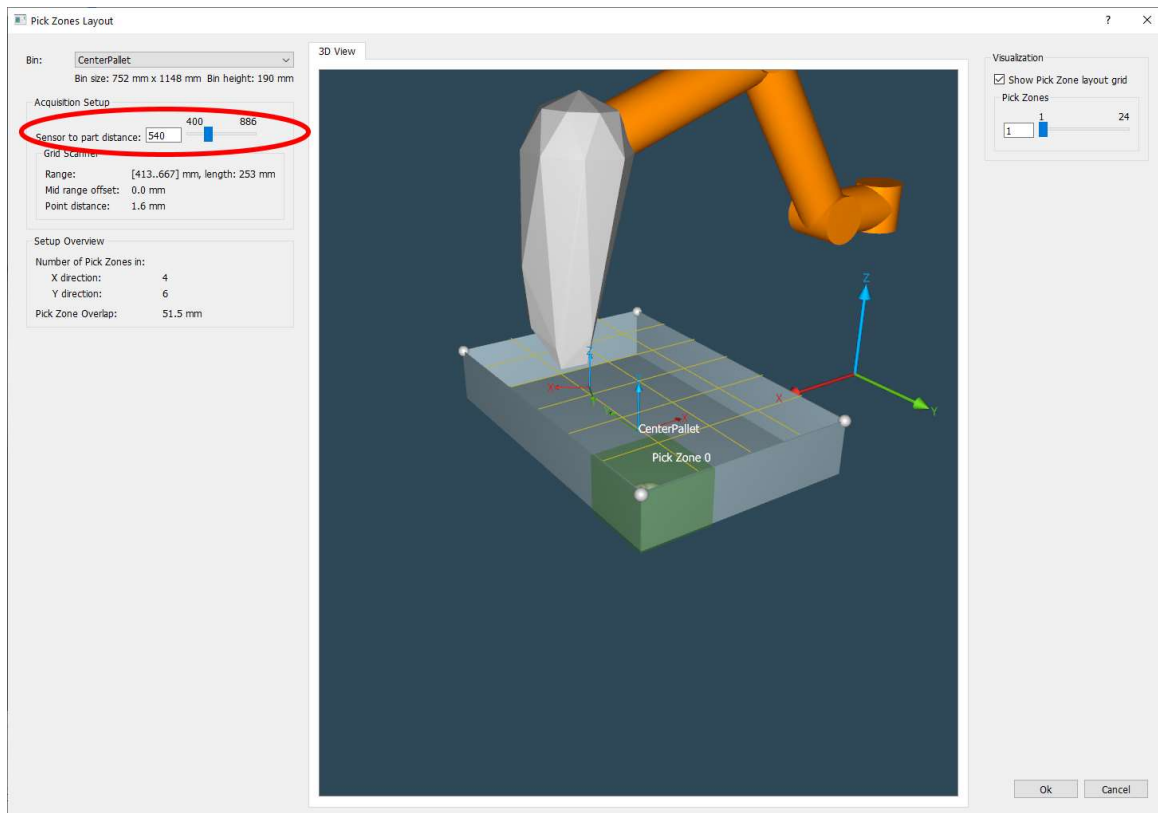 Pick Zones Layout
?
Bin: CenterPallet
Bin size: 752 mm x 1148 mm Bin height: 190 mm
Acquisition Setup
400 886
Sensor to part distance: 540
Grid Scanner
Range: [413..667] mm, length: 253 mm
Mid range offset: 0.0 mm
Point distance: 1.6 mm
Setup Overview
Number of Pick Zones in:
X direction: 4
Y direction: 6
Pick Zone Overlap: 51.5 mm
3D View
Z
Z
X
Y
X
X
Y
CenterPallet
Pick Zone 0
Visualization
Show Pick Zone layout grid
Pick Zones
1 24
1
Ok Cancel